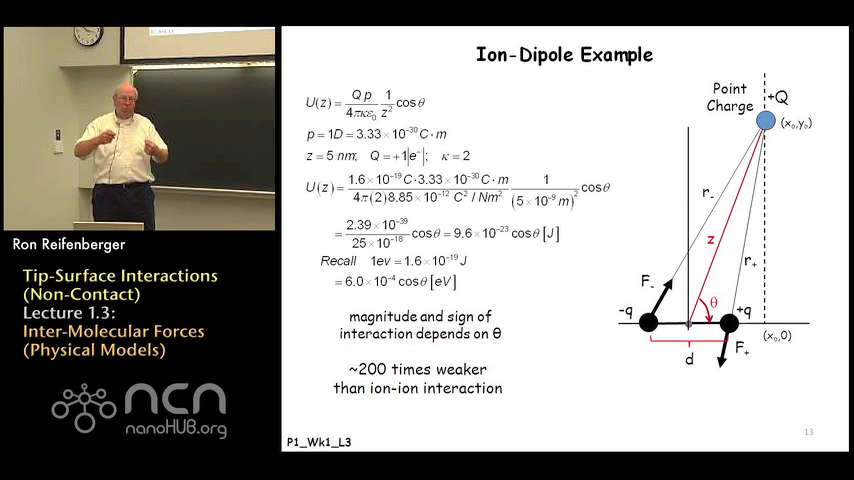 Ion-Dipole Example
U(z) = Q p / 4πκε₀ 1/z² cosθ
p = 1D = 3.33×10⁻³⁰ C·m
z = 5 nm; Q = +1|e⁻|; κ = 2
U(z) = 1.6×10⁻¹⁹ C·3.33×10⁻³⁰ C·m / 4π(2)8.85×10⁻¹² C²/Nm² 1/(5×10⁻⁹ m)² cosθ
= 2.39×10⁻³⁹ / 25×10⁻¹⁸ cosθ = 9.6×10⁻²³ cosθ [J]
Recall 1ev = 1.6×10⁻¹⁹ J
= 6.0×10⁻⁴ cosθ [eV]
magnitude and sign of
interaction depends on θ
~200 times weaker
than ion-ion interaction
Point
Charge
+Q
(x₀,y₀)
r₋
z
r₊
F₋
θ
-q
+q
F₊
(x₀,0)
d
13
P1_Wk1_L3
Ron Reifenberger
Tip-Surface Interactions
(Non-Contact)
Lecture 1.3:
Inter-Molecular Forces
(Physical Models)
ncn
nanoHUB.org